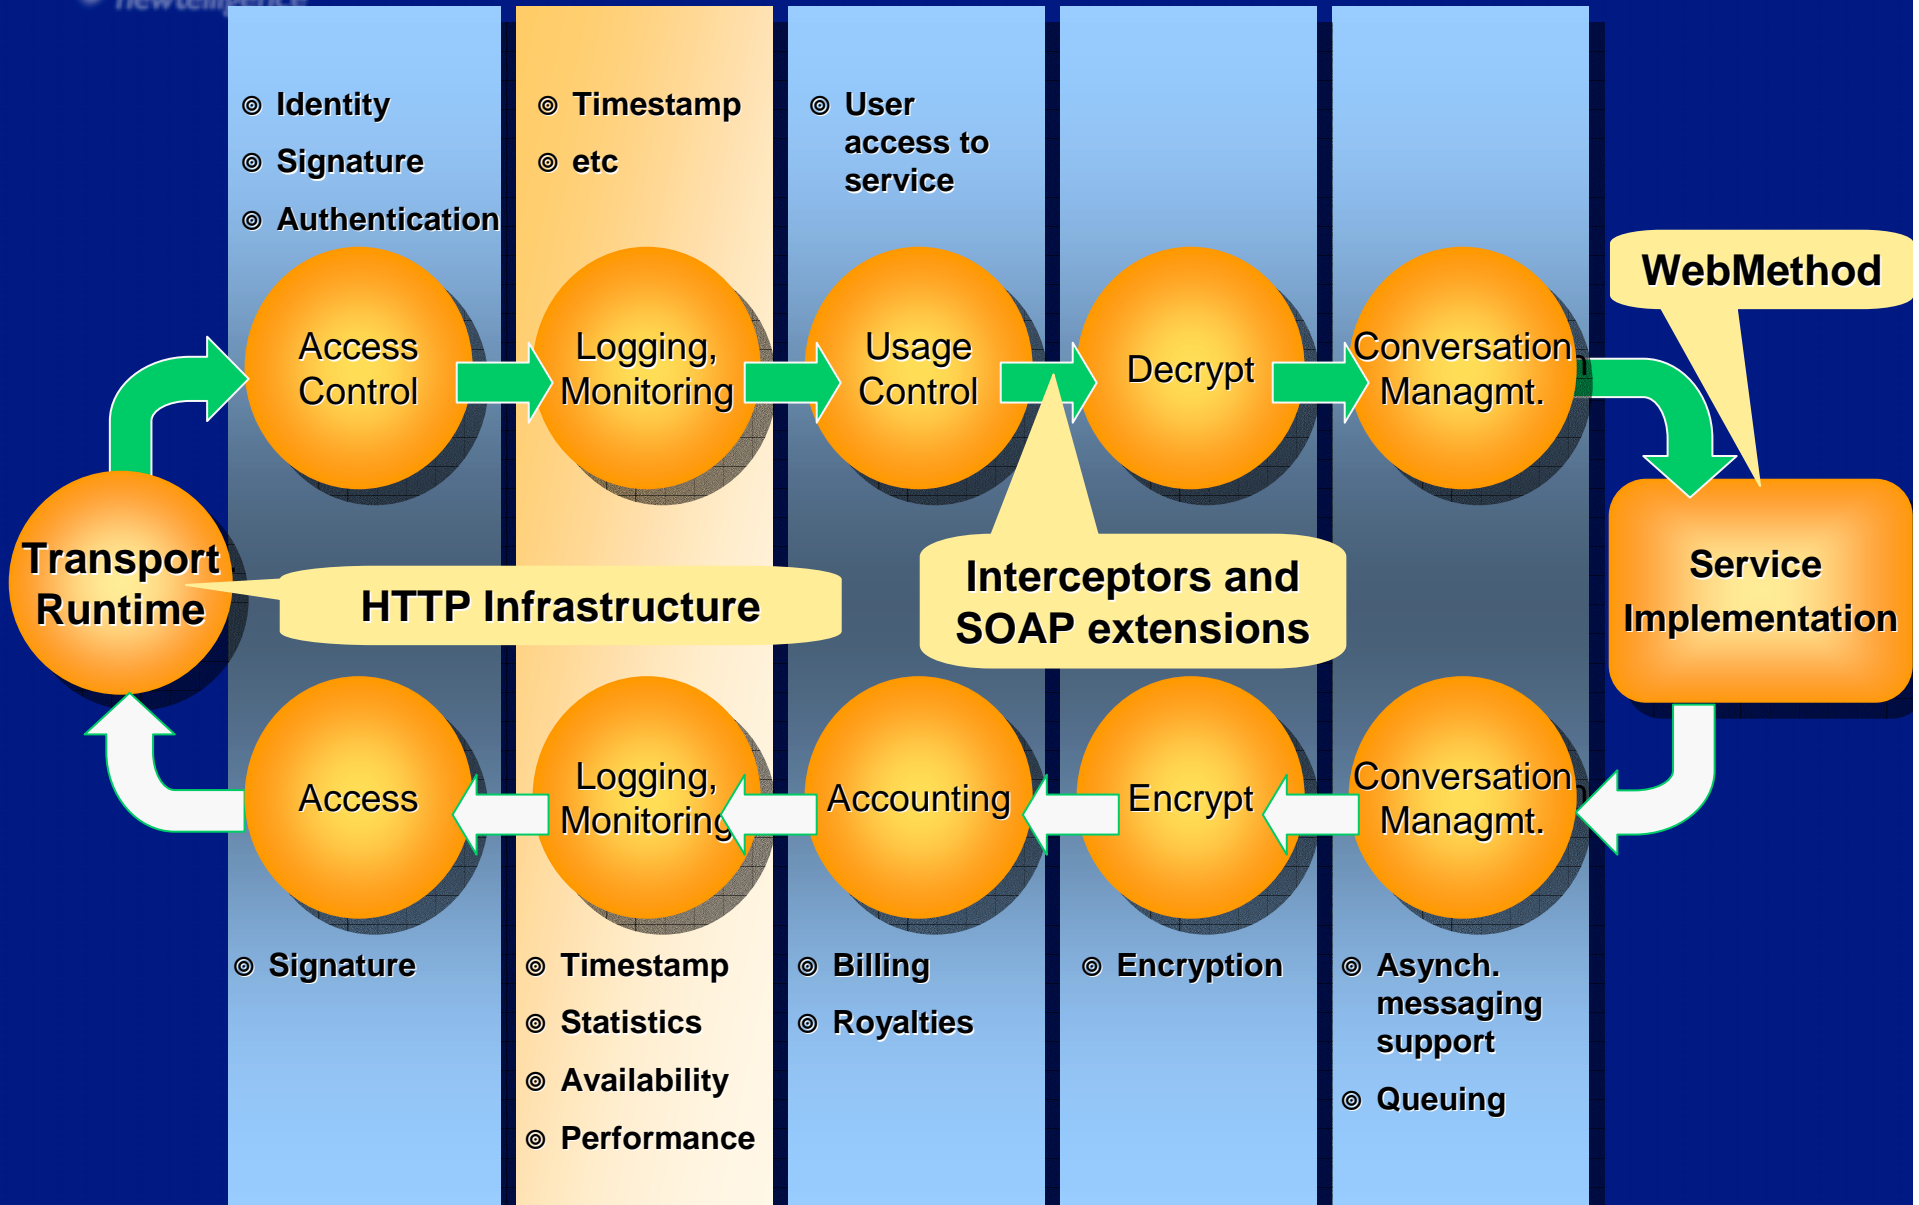 newtelligence
Identity
Signature
Authentication
Timestamp
etc
User
access to
service
WebMethod
Access
Control
Logging,
Monitoring
Usage
Control
Decrypt
Conversation
Managmt.
Transport
Runtime
HTTP Infrastructure
Interceptors and
SOAP extensions
Service
Implementation
Access
Logging,
Monitoring
Accounting
Encrypt
Conversation
Managmt.
Signature
Timestamp
Statistics
Availability
Performance
Billing
Royalties
Encryption
Asynch.
messaging
support
Queuing